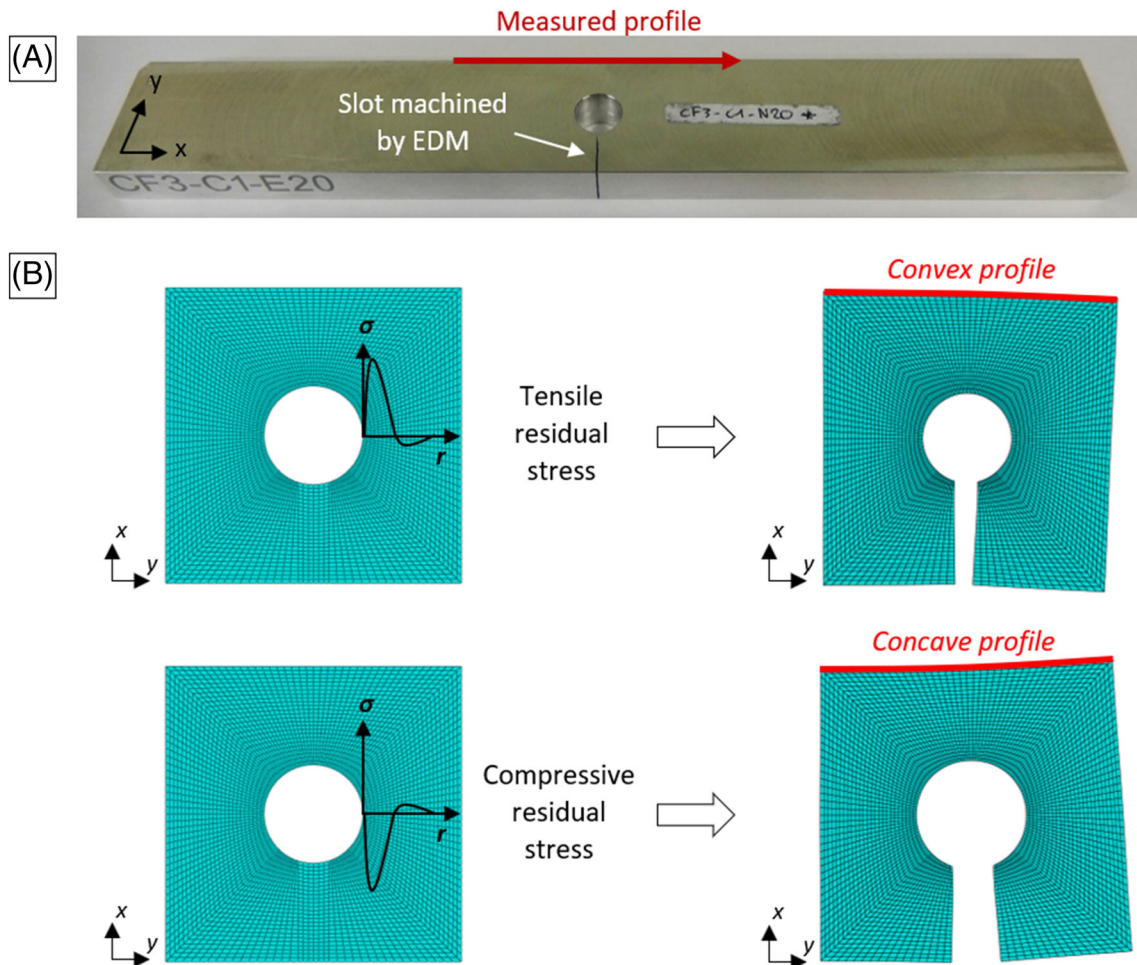 (A)
Measured profile
Slot machined
by EDM
y
x
CF3-C1-N20 *
CF3-C1-E20
(B)
Convex profile
σ
r
Tensile
residual
stress
x
y
x
y
Concave profile
σ
r
Compressive
residual
stress
x
y
x
y